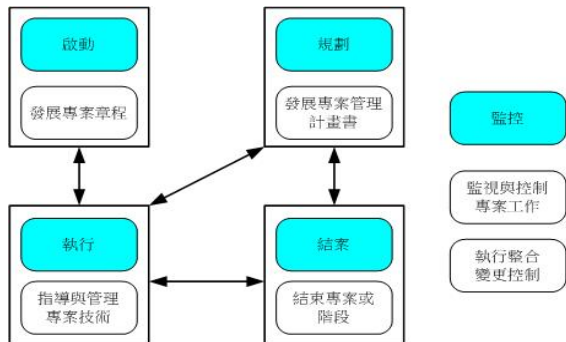 啟動
發展專案章程
規劃
發展專案管理
計畫書
執行
指導與管理
專案技術
結案
結束專案或
階段
監控
監視與控制
專案工作
執行整合
變更控制